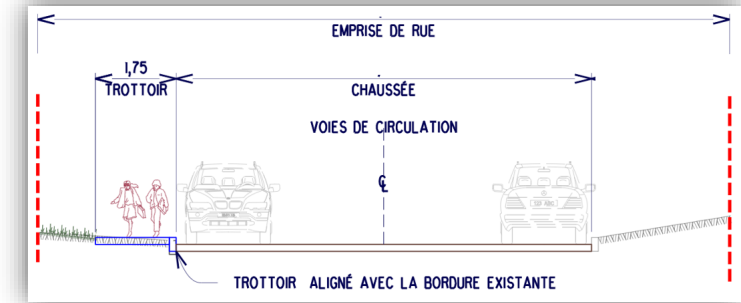 EMPRISE DE RUE
1,75
TROTTOIR
CHAUSSÉE
VOIES DE CIRCULATION
TROTTOIR ALIGNÉ AVEC LA BORDURE EXISTANTE